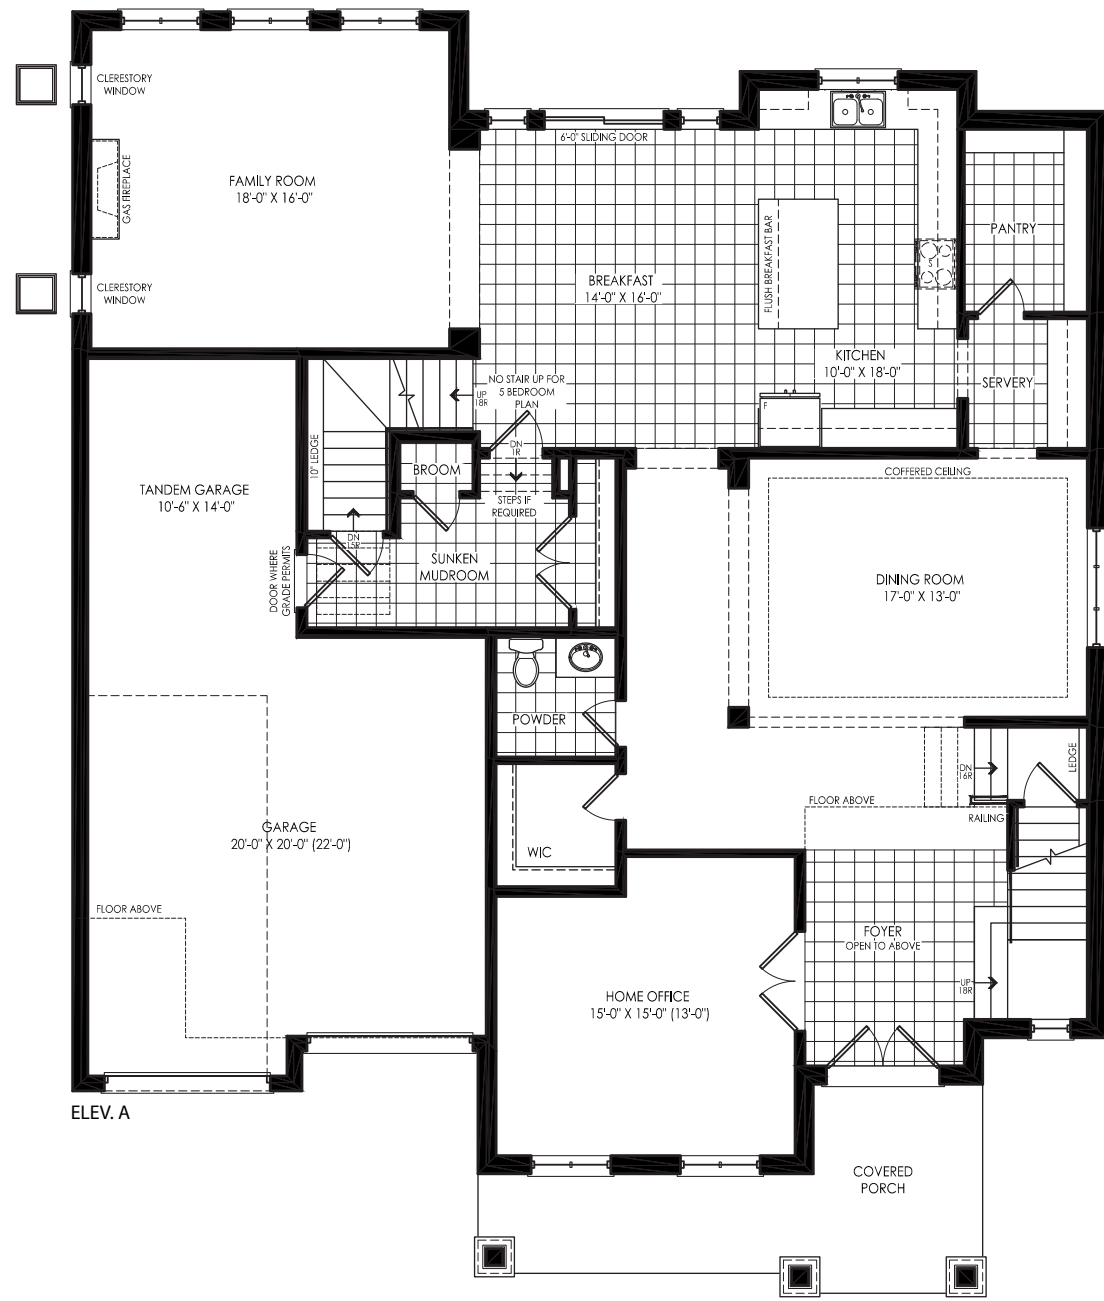 CLERESTORY
WINDOW
GAS FIREPLACE
FAMILY ROOM
18'-0" X 16'-0"
CLERESTORY
WINDOW
6'-0" SLIDING DOOR
BREAKFAST
14'-0" X 16'-0"
FLUSH BREAKFAST BAR
S
PANTRY
KITCHEN
10'-0" X 18'-0"
SERVERY
F
NO STAIR UP FOR
5 BEDROOM
PLAN
UP
18R
DN
1R
10" LEDGE
BROOM
STEPS IF
REQUIRED
TANDEM GARAGE
10'-6" X 14'-0"
DN
15R
DOOR WHERE
GRADE PERMITS
SUNKEN
MUDROOM
COFFERED CEILING
DINING ROOM
17'-0" X 13'-0"
POWDER
DN
16R
LEDGE
FLOOR ABOVE
RAILING
GARAGE
20'-0" X 20'-0" (22'-0")
WIC
FLOOR ABOVE
FOYER
OPEN TO ABOVE
UP
18R
HOME OFFICE
15'-0" X 15'-0" (13'-0")
ELEV. A
COVERED
PORCH